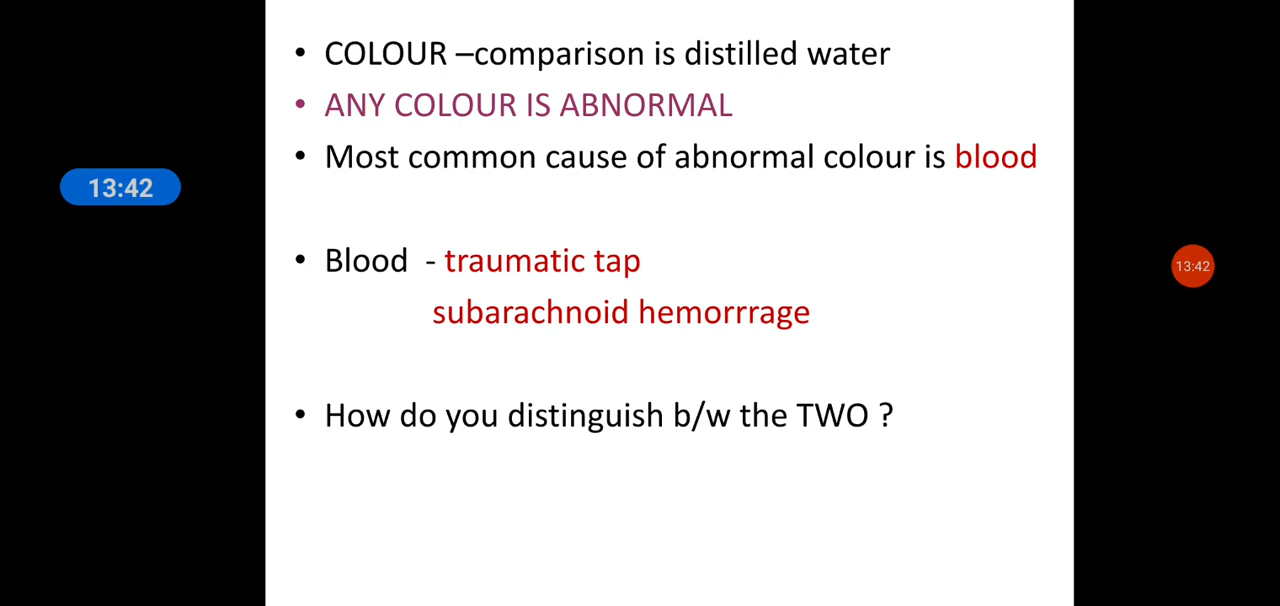 • COLOUR –comparison is distilled water
• ANY COLOUR IS ABNORMAL
• Most common cause of abnormal colour is blood
13:42
• Blood - traumatic tap
13:42
subarachnoid hemorrrage
• How do you distinguish b/w the TWO ?